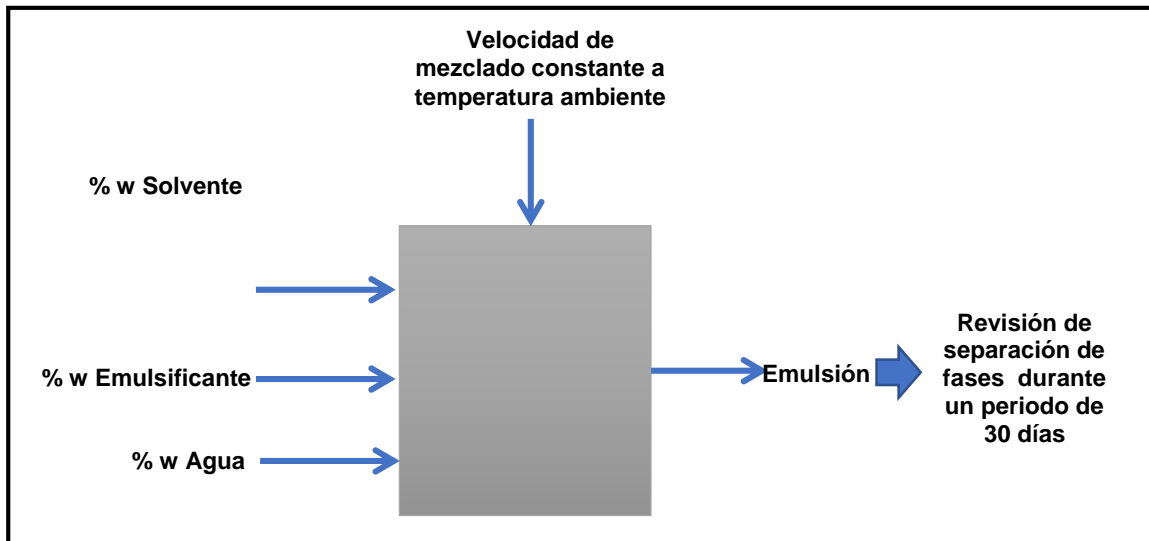 Velocidad de
mezclado constante a
temperatura ambiente
% w Solvente
% w Emulsificante
% w Agua
Emulsión
Revisión de
separación de
fases durante
un periodo de
30 días